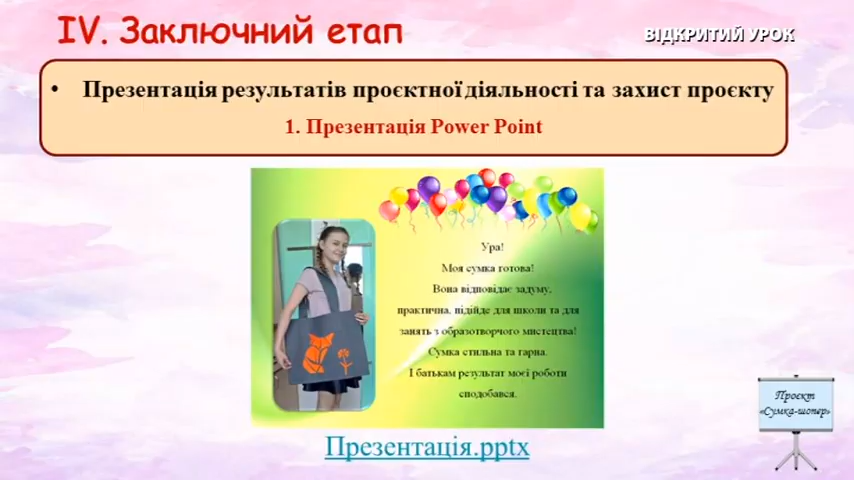 IV. Заключний етап
ВІДКРИТИЙ УРОК
• Презентація результатів проєктної діяльності та захист проєкту
1. Презентація Power Point
Ура!
Моя сумка готова!
Вона відповідає задуму,
практична, підійде для школи та для
занять з образотворчого мистецтва!
Сумка стильна та гарна.
І батькам результат моєї роботи
сподобався.
Проєкт
«Сумка-шопер»
Презентація.pptx